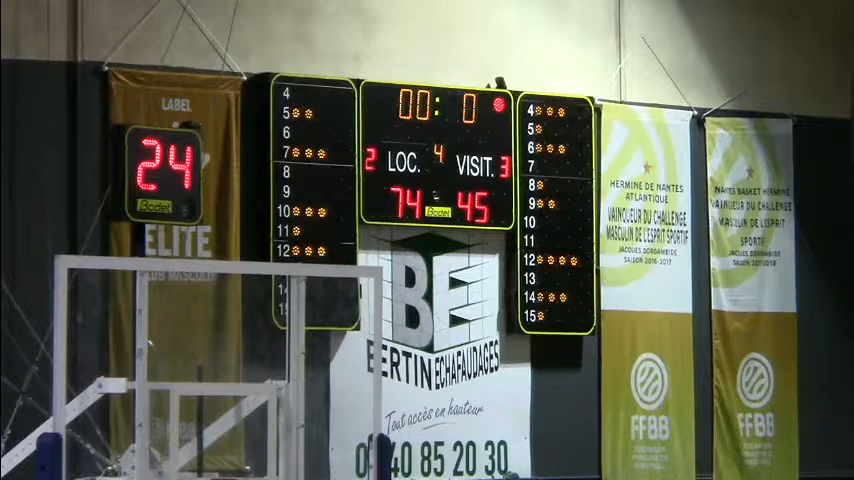 LABEL
ELITE
24
Bodet
4
5
6
7
8
9
10
11
12
14
15
00:0
2 LOC. 4 VISIT. 3
74 Bodet 45
4
5
6
7
8
9
10
11
12
13
14
15
BE
BERTIN ECHAFAUDAGES
Tout accès en hauteur
40 85 20 30
HERMINE DE NANTES
ATLANTIQUE
VAINQUEUR DU CHALLENGE
MASCULIN DE L'ESPRIT SPORTIF
JACQUES DORGAMBIDE
SAISON 2016-2017
FFBB
NANTES BASKET HERMINE
VAINQUEUR DU CHALLENGE
MASCULIN DE L'ESPRIT
SPORTIF
JACQUES DORGAMBIDE
SAISON 2017-2018
FFBB